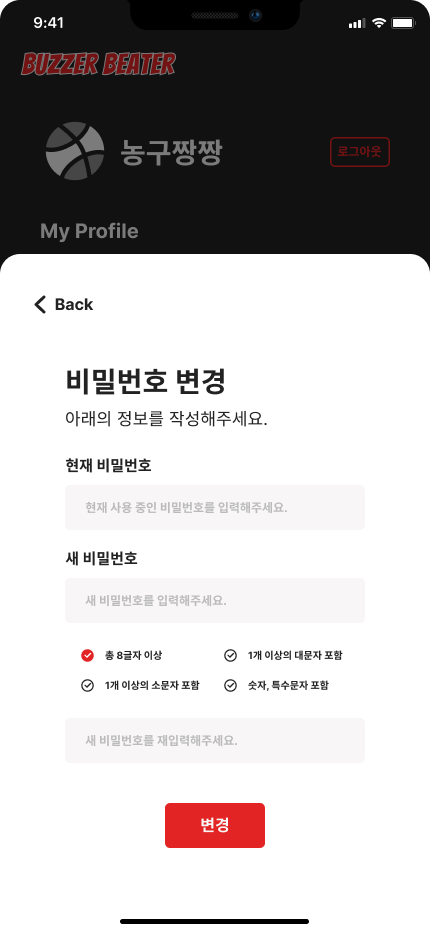 9:41
BUZZER BEATER
농구짱짱
로그아웃
My Profile
Back
비밀번호 변경
아래의 정보를 작성해주세요.
현재 비밀번호
현재 사용 중인 비밀번호를 입력해주세요.
새 비밀번호
새 비밀번호를 입력해주세요.
총 8글자 이상
1개 이상의 대문자 포함
1개 이상의 소문자 포함
숫자, 특수문자 포함
새 비밀번호를 재입력해주세요.
변경